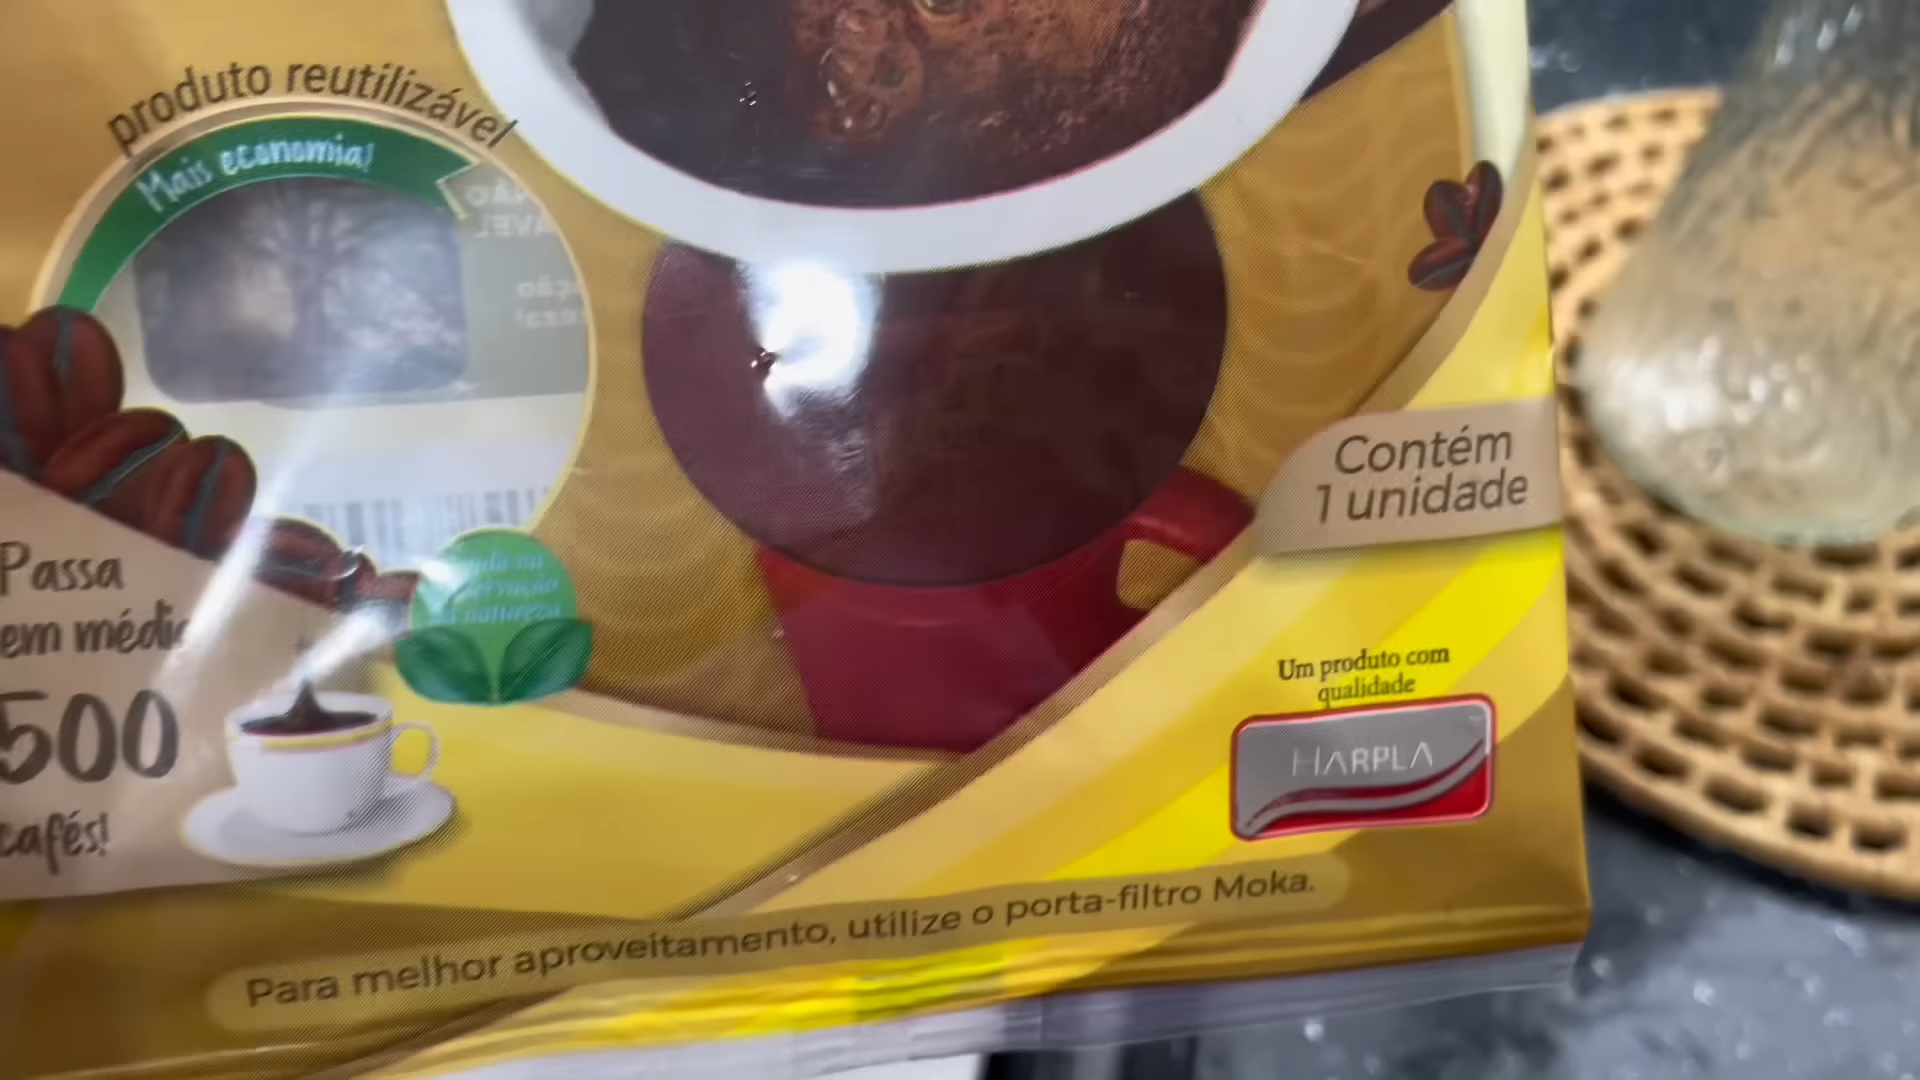 produto reutilizável
Mais economia!
Passa
em média
500
cafés!
Contém
1 unidade
Um produto com
qualidade
HARPLA
Para melhor aproveitamento, utilize o porta-filtro Moka.